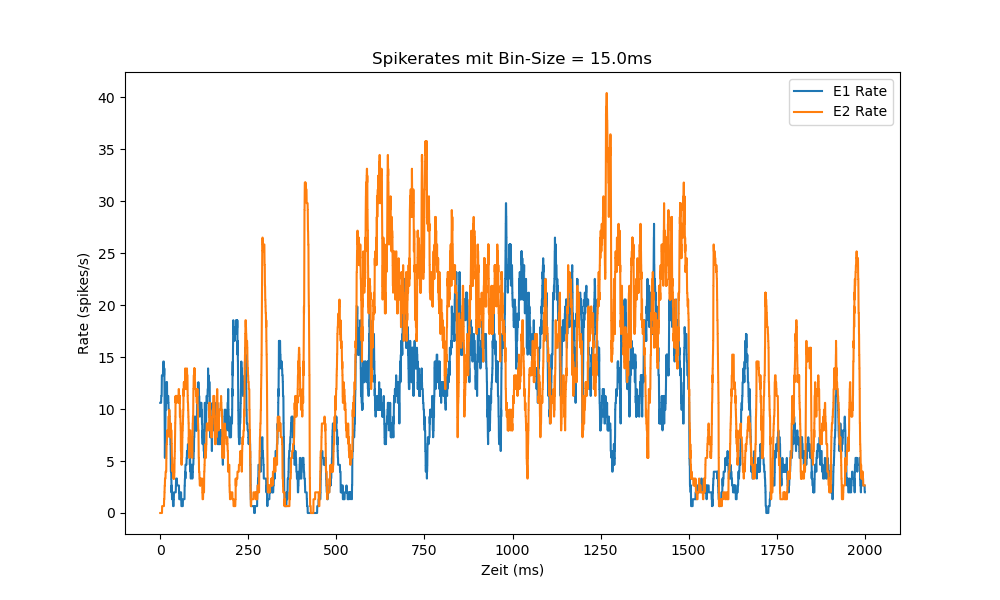 Spikerates mit Bin-Size = 15.0ms
E1 Rate
E2 Rate
40
35
30
25
20
15
10
5
0
Rate (spikes/s)
0 250 500 750 1000 1250 1500 1750 2000
Zeit (ms)